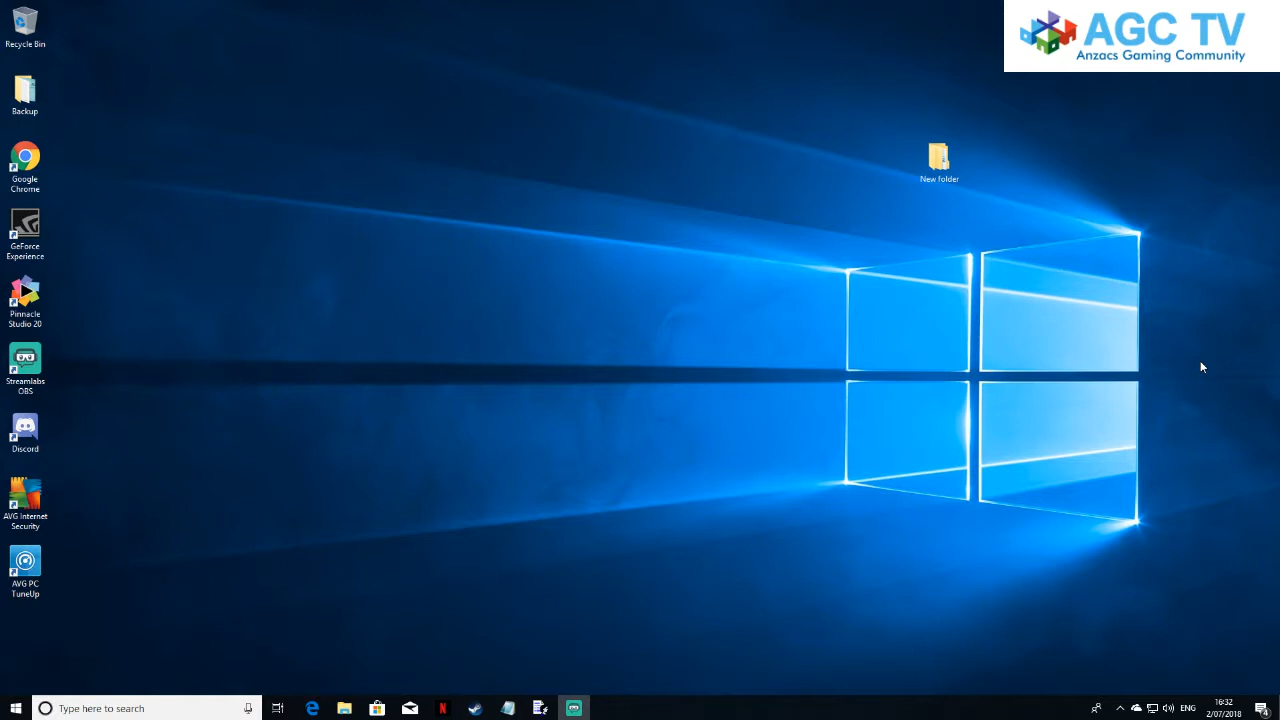 Recycle Bin
Backup
Google
Chrome
GeForce
Experience
Pinnacle
Studio 20
Streamlabs
OBS
Discord
AVG Internet
Security
AVG PC
TuneUp
AGC TV
Anzacs Gaming Community
New folder
Type here to search
ENG
16:32
2/07/2018
4